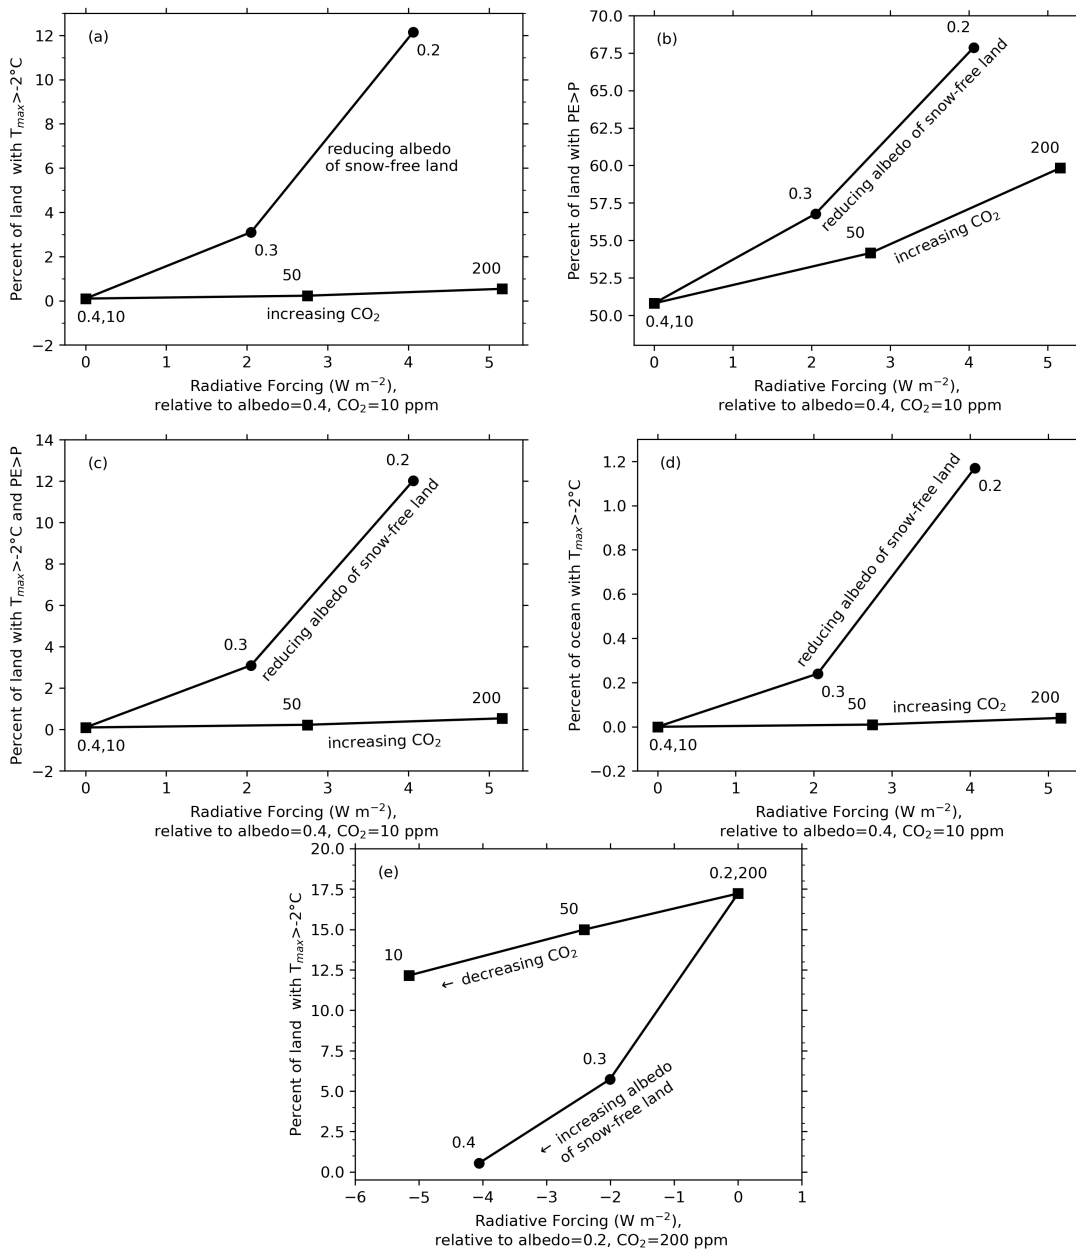 (a)
Percent of land with Tmax>-2°C
12
10
8
6
4
2
0
−2
0.2
reducing albedo
of snow-free land
0.3
50
200
0.4,10
increasing CO2
0 1 2 3 4 5
Radiative Forcing (W m−2),
relative to albedo=0.4, CO2=10 ppm
(b)
Percent of land with PE>P
70.0
67.5
65.0
62.5
60.0
57.5
55.0
52.5
50.0
0.2
reducing albedo of snow-free land
200
0.3
50
increasing CO2
0.4,10
0 1 2 3 4 5
Radiative Forcing (W m−2),
relative to albedo=0.4, CO2=10 ppm
(c)
Percent of land with Tmax>-2°C and PE>P
14
12
10
8
6
4
2
0
−2
0.2
reducing albedo of snow-free land
0.3
50
200
0.4,10
increasing CO2
0 1 2 3 4 5
Radiative Forcing (W m−2),
relative to albedo=0.4, CO2=10 ppm
(d)
Percent of ocean with Tmax>-2°C
1.2
1.0
0.8
0.6
0.4
0.2
0.0
−0.2
reducing albedo of snow-free land
0.2
0.3
50
increasing CO2
200
0.4,10
0 1 2 3 4 5
Radiative Forcing (W m−2),
relative to albedo=0.4, CO2=10 ppm
(e)
Percent of land with Tmax>-2°C
20.0
17.5
15.0
12.5
10.0
7.5
5.0
2.5
0.0
0.2,200
50
10
← decreasing CO2
0.3
← increasing albedo
of snow-free land
0.4
−6 −5 −4 −3 −2 −1 0 1
Radiative Forcing (W m−2),
relative to albedo=0.2, CO2=200 ppm